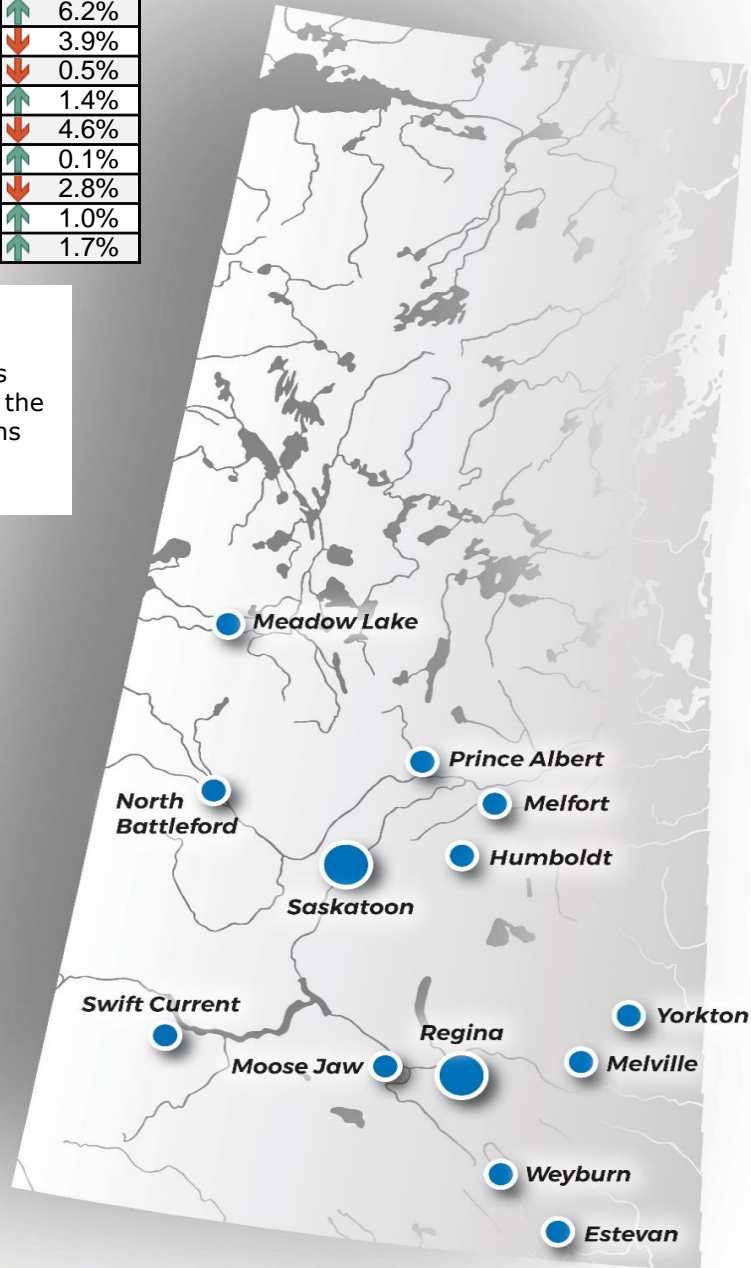 6.2%
3.9%
0.5%
1.4%
4.6%
0.1%
2.8%
1.0%
1.7%
s
the
ns
Meadow Lake
Prince Albert
North
Battleford
Melfort
Humboldt
Saskatoon
Swift Current
Yorkton
Regina
Moose Jaw
Melville
Weyburn
Estevan